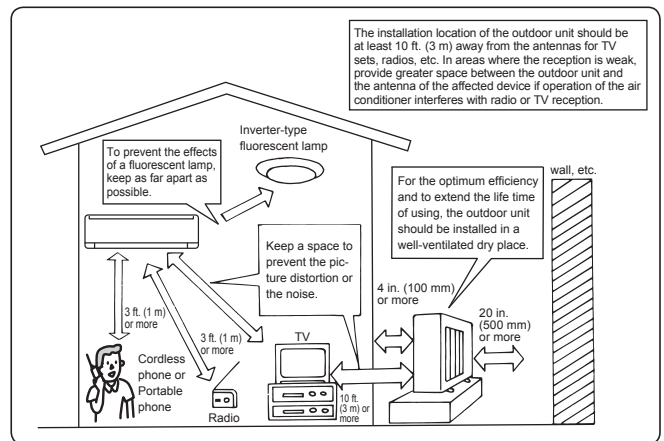 The installation location of the outdoor unit should be
at least 10 ft. (3 m) away from the antennas for TV
sets, radios, etc. In areas where the reception is weak,
provide greater space between the outdoor unit and
the antenna of the affected device if operation of the air
conditioner interferes with radio or TV reception.
Inverter-type
fluorescent lamp
To prevent the effects
of a fluorescent lamp,
keep as far apart as
possible.
wall, etc.
For the optimum efficiency
and to extend the life time
of using, the outdoor unit
should be installed in a
well-ventilated dry place.
Keep a space to
prevent the pic-
ture distortion or
the noise.
4 in. (100 mm)
or more
20 in.
(500 mm)
or more
3 ft. (1 m)
or more
3 ft. (1 m)
or more
TV
Cordless
phone or
Portable
phone
Radio
10 ft.
(3 m) or
more